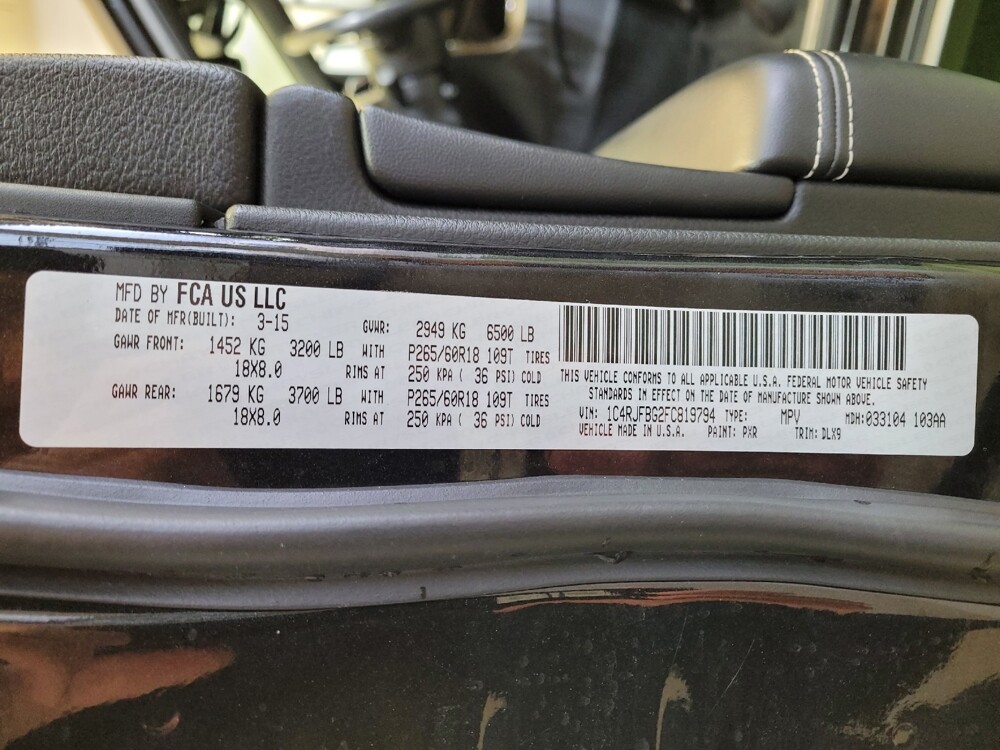 MFD BY FCA US LLC
DATE OF MFR(BUILT): 3-15 GVWR: 2949 KG 6500 LB
GAWR FRONT: 1452 KG 3200 LB WITH P265/60R18 109T TIRES
18X8.0 RIMS AT 250 KPA ( 36 PSI) COLD
GAWR REAR: 1679 KG 3700 LB WITH P265/60R18 109T TIRES
18X8.0 RIMS AT 250 KPA ( 36 PSI) COLD
THIS VEHICLE CONFORMS TO ALL APPLICABLE U.S.A. FEDERAL MOTOR VEHICLE SAFETY
STANDARDS IN EFFECT ON THE DATE OF MANUFACTURE SHOWN ABOVE.
VIN: 1C4RJFBG2FC819794 TYPE: MPV MDH:033104 103AA
VEHICLE MADE IN U.S.A. PAINT: PXR TRIM: DLX9